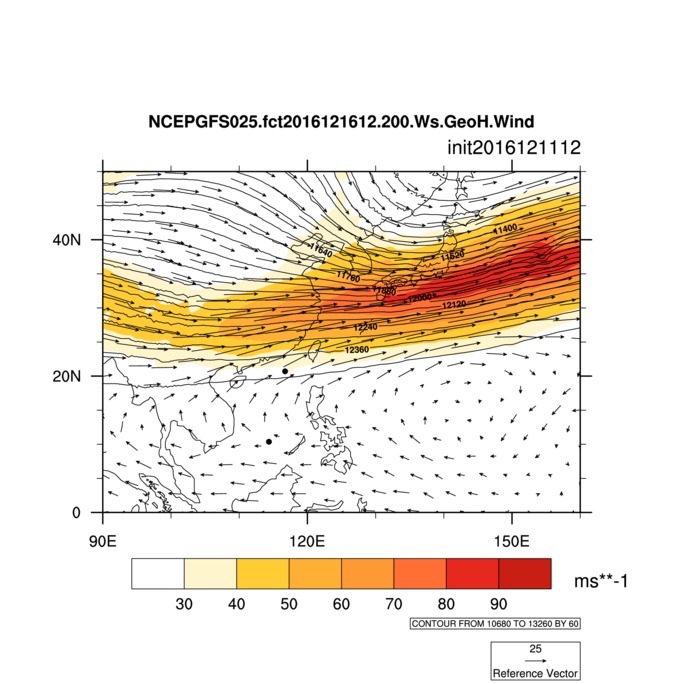 NCEPGFS025.fct2016121612.200.Ws.GeoH.Wind
init2016121112
40N
20N
0
90E 120E 150E
11640
11760
11880
12000
12120
12240
12360
11400
11520
30 40 50 60 70 80 90
ms**-1
CONTOUR FROM 10680 TO 13260 BY 60
25
Reference Vector